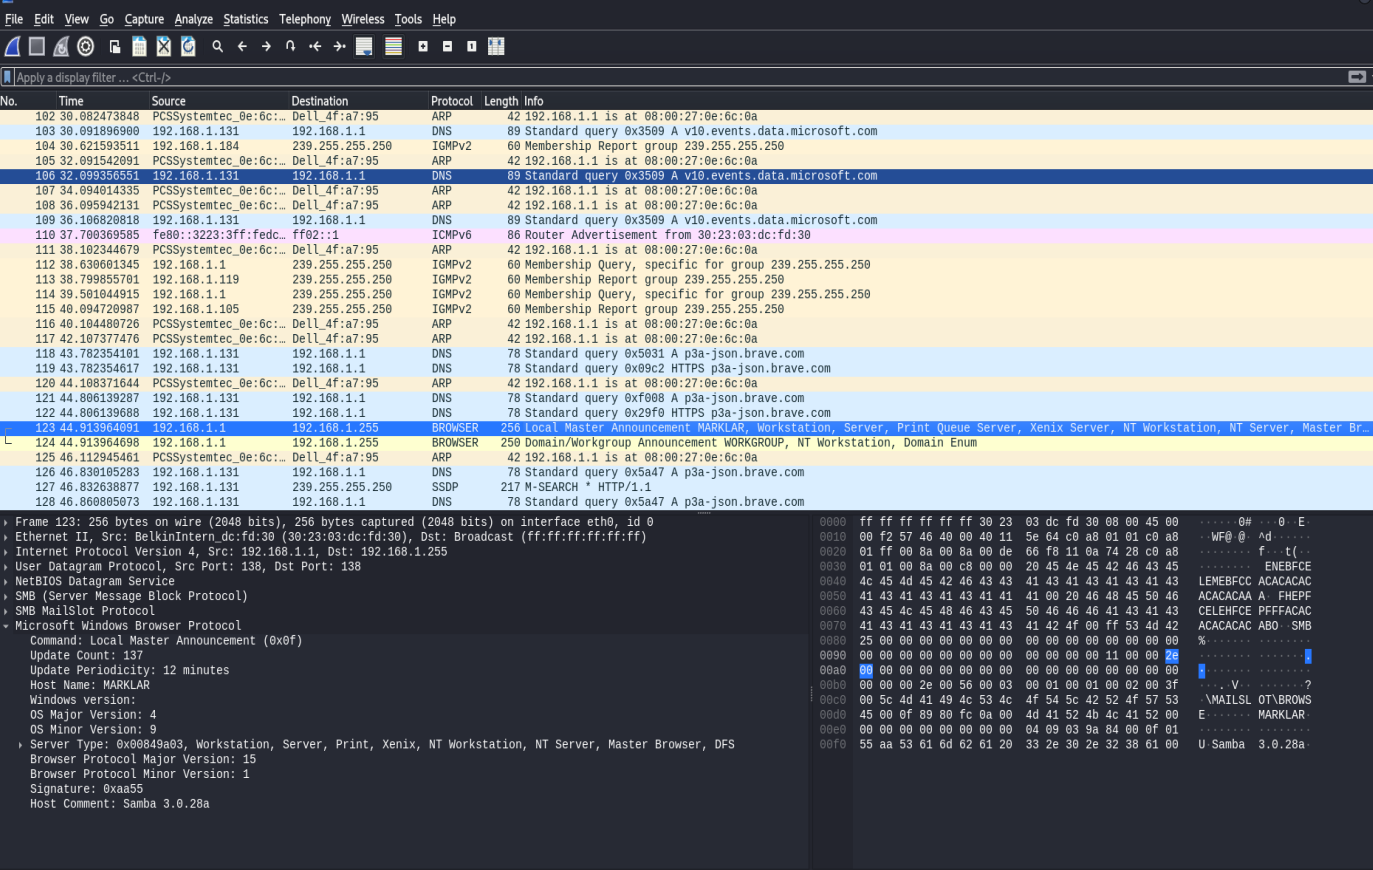 File Edit View Go Capture Analyze Statistics Telephony Wireless Tools Help
Apply a display filter ... <Ctrl-/>
No. Time Source Destination Protocol Length Info
102 30.082473848 PCSSystemtec_0e:6c:… Dell_4f:a7:95 ARP 42 192.168.1.1 is at 08:00:27:0e:6c:0a
103 30.091896900 192.168.1.131 192.168.1.1 DNS 89 Standard query 0x3509 A v10.events.data.microsoft.com
104 30.621593511 192.168.1.184 239.255.255.250 IGMPv2 60 Membership Report group 239.255.255.250
105 32.091542091 PCSSystemtec_0e:6c:… Dell_4f:a7:95 ARP 42 192.168.1.1 is at 08:00:27:0e:6c:0a
106 32.099356551 192.168.1.131 192.168.1.1 DNS 89 Standard query 0x3509 A v10.events.data.microsoft.com
107 34.094014335 PCSSystemtec_0e:6c:… Dell_4f:a7:95 ARP 42 192.168.1.1 is at 08:00:27:0e:6c:0a
108 36.095942131 PCSSystemtec_0e:6c:… Dell_4f:a7:95 ARP 42 192.168.1.1 is at 08:00:27:0e:6c:0a
109 36.106820818 192.168.1.131 192.168.1.1 DNS 89 Standard query 0x3509 A v10.events.data.microsoft.com
110 37.700369585 fe80::3223:3ff:fedc… ff02::1 ICMPv6 86 Router Advertisement from 30:23:03:dc:fd:30
111 38.102344679 PCSSystemtec_0e:6c:… Dell_4f:a7:95 ARP 42 192.168.1.1 is at 08:00:27:0e:6c:0a
112 38.630601345 192.168.1.1 239.255.255.250 IGMPv2 60 Membership Query, specific for group 239.255.255.250
113 38.799855701 192.168.1.119 239.255.255.250 IGMPv2 60 Membership Report group 239.255.255.250
114 39.501044915 192.168.1.1 239.255.255.250 IGMPv2 60 Membership Query, specific for group 239.255.255.250
115 40.094720987 192.168.1.105 239.255.255.250 IGMPv2 60 Membership Report group 239.255.255.250
116 40.104480726 PCSSystemtec_0e:6c:… Dell_4f:a7:95 ARP 42 192.168.1.1 is at 08:00:27:0e:6c:0a
117 42.107377476 PCSSystemtec_0e:6c:… Dell_4f:a7:95 ARP 42 192.168.1.1 is at 08:00:27:0e:6c:0a
118 43.782354101 192.168.1.131 192.168.1.1 DNS 78 Standard query 0x5031 A p3a-json.brave.com
119 43.782354617 192.168.1.131 192.168.1.1 DNS 78 Standard query 0x09c2 HTTPS p3a-json.brave.com
120 44.108371644 PCSSystemtec_0e:6c:… Dell_4f:a7:95 ARP 42 192.168.1.1 is at 08:00:27:0e:6c:0a
121 44.806139287 192.168.1.131 192.168.1.1 DNS 78 Standard query 0xf008 A p3a-json.brave.com
122 44.806139688 192.168.1.131 192.168.1.1 DNS 78 Standard query 0x29f0 HTTPS p3a-json.brave.com
123 44.913964091 192.168.1.1 192.168.1.255 BROWSER 256 Local Master Announcement MARKLAR, Workstation, Server, Print Queue Server, Xenix Server, NT Workstation, NT Server, Master Br…
124 44.913964698 192.168.1.1 192.168.1.255 BROWSER 250 Domain/Workgroup Announcement WORKGROUP, NT Workstation, Domain Enum
125 46.112945461 PCSSystemtec_0e:6c:… Dell_4f:a7:95 ARP 42 192.168.1.1 is at 08:00:27:0e:6c:0a
126 46.830105283 192.168.1.131 192.168.1.1 DNS 78 Standard query 0x5a47 A p3a-json.brave.com
127 46.832638877 192.168.1.131 239.255.255.250 SSDP 217 M-SEARCH * HTTP/1.1
128 46.860805073 192.168.1.131 192.168.1.1 DNS 78 Standard query 0x5a47 A p3a-json.brave.com
Frame 123: 256 bytes on wire (2048 bits), 256 bytes captured (2048 bits) on interface eth0, id 0
Ethernet II, Src: BelkinIntern_dc:fd:30 (30:23:03:dc:fd:30), Dst: Broadcast (ff:ff:ff:ff:ff:ff)
Internet Protocol Version 4, Src: 192.168.1.1, Dst: 192.168.1.255
User Datagram Protocol, Src Port: 138, Dst Port: 138
NetBIOS Datagram Service
SMB (Server Message Block Protocol)
SMB MailSlot Protocol
Microsoft Windows Browser Protocol
Command: Local Master Announcement (0x0f)
Update Count: 137
Update Periodicity: 12 minutes
Host Name: MARKLAR
Windows version:
OS Major Version: 4
OS Minor Version: 9
Server Type: 0x00849a03, Workstation, Server, Print, Xenix, NT Workstation, NT Server, Master Browser, DFS
Browser Protocol Major Version: 15
Browser Protocol Minor Version: 1
Signature: 0xaa55
Host Comment: Samba 3.0.28a
0000 ff ff ff ff ff ff 30 23 03 dc fd 30 08 00 45 00 ······0# ···0··E·
0010 00 f2 57 46 40 00 40 11 5e 64 c0 a8 01 01 c0 a8 ··WF@·@· ^d······
0020 01 ff 00 8a 00 8a 00 de 66 f8 11 0a 74 28 c0 a8 ········ f···t(··
0030 01 01 00 8a 00 c8 00 00 20 45 4e 45 42 46 43 45 ········ ENEBFCE
0040 4c 45 4d 45 42 46 43 43 41 43 41 43 41 43 41 43 LEMEBFCC ACACACAC
0050 41 43 41 43 41 43 41 41 41 00 20 46 48 45 50 46 ACACACAA A· FHEPF
0060 43 45 4c 45 48 46 43 45 50 46 46 46 41 43 41 43 CELEHFCE PFFFACAC
0070 41 43 41 43 41 43 41 43 41 42 4f 00 ff 53 4d 42 ACACACAC ABO··SMB
0080 25 00 00 00 00 00 00 00 00 00 00 00 00 00 00 00 %······· ········
0090 00 00 00 00 00 00 00 00 00 00 00 00 11 00 00 2e ········ ·······.
00a0 00 00 00 00 00 00 00 00 00 00 00 00 00 00 00 00 ········ ········
00b0 00 00 00 2e 00 56 00 03 00 01 00 01 00 02 00 3f ···.·V·· ·······?
00c0 00 5c 4d 41 49 4c 53 4c 4f 54 5c 42 52 4f 57 53 ·\MAILSL OT\BROWS
00d0 45 00 0f 89 80 fc 0a 00 4d 41 52 4b 4c 41 52 00 E······· MARKLAR·
00e0 00 00 00 00 00 00 00 00 04 09 03 9a 84 00 0f 01 ········ ········
00f0 55 aa 53 61 6d 62 61 20 33 2e 30 2e 32 38 61 00 U·Samba 3.0.28a·